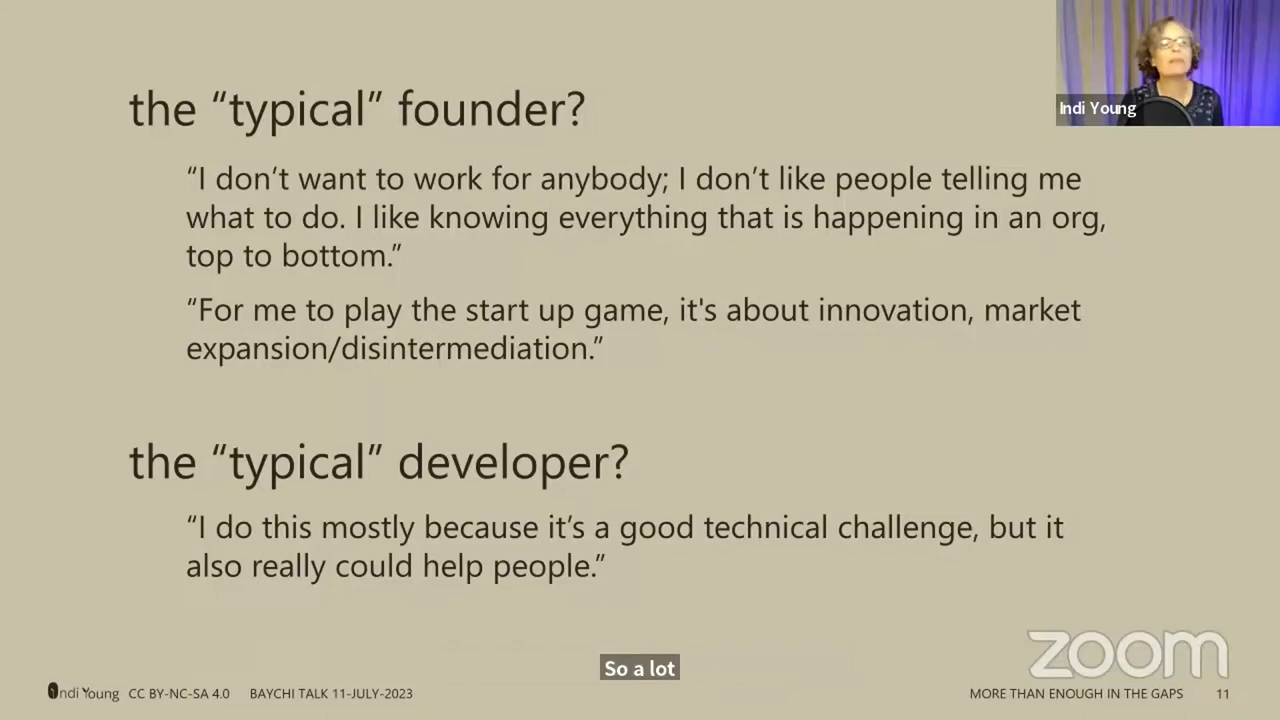 the “typical” founder?
“I don’t want to work for anybody; I don’t like people telling me
what to do. I like knowing everything that is happening in an org,
top to bottom.”
“For me to play the start up game, it's about innovation, market
expansion/disintermediation.”
the “typical” developer?
“I do this mostly because it’s a good technical challenge, but it
also really could help people.”
Indi Young
So a lot
zoom
Indi Young CC BY-NC-SA 4.0 BAYCHI TALK 11-JULY-2023
MORE THAN ENOUGH IN THE GAPS 11